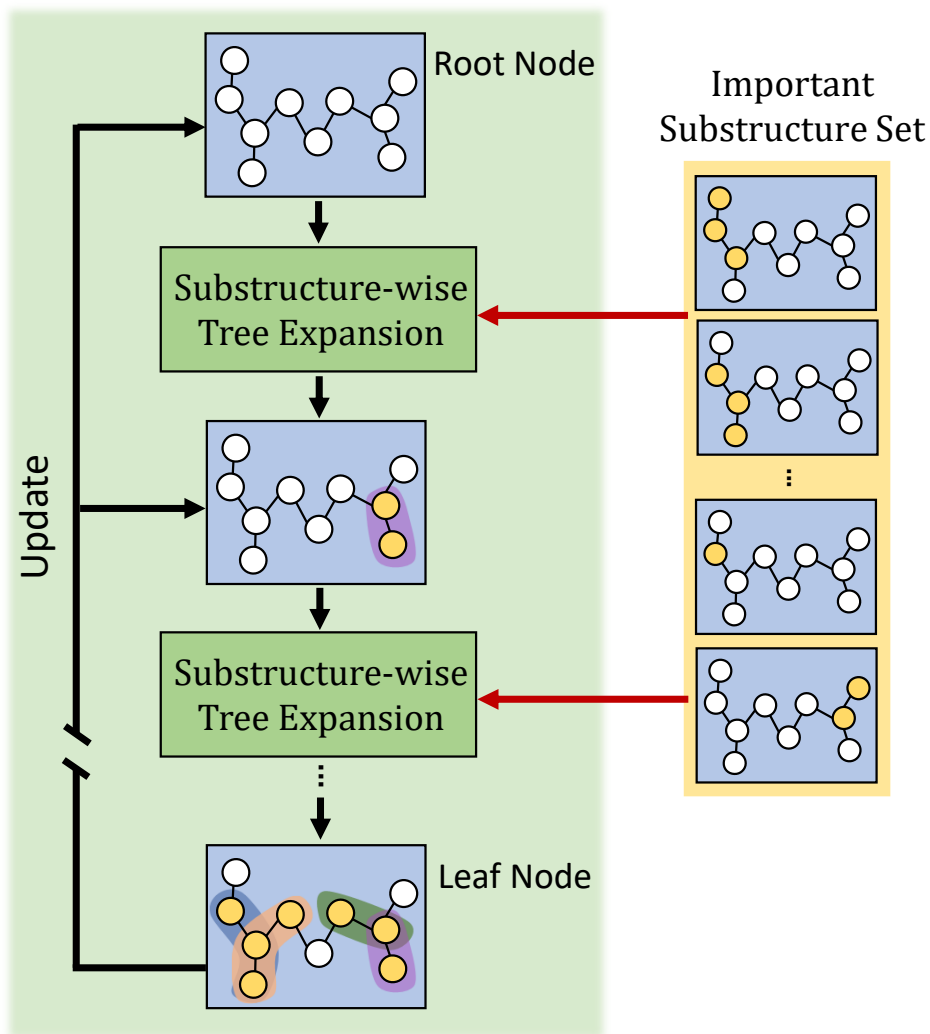 Root Node
Important
Substructure Set
Substructure-wise
Tree Expansion
...
Update
Substructure-wise
Tree Expansion
...
Leaf Node